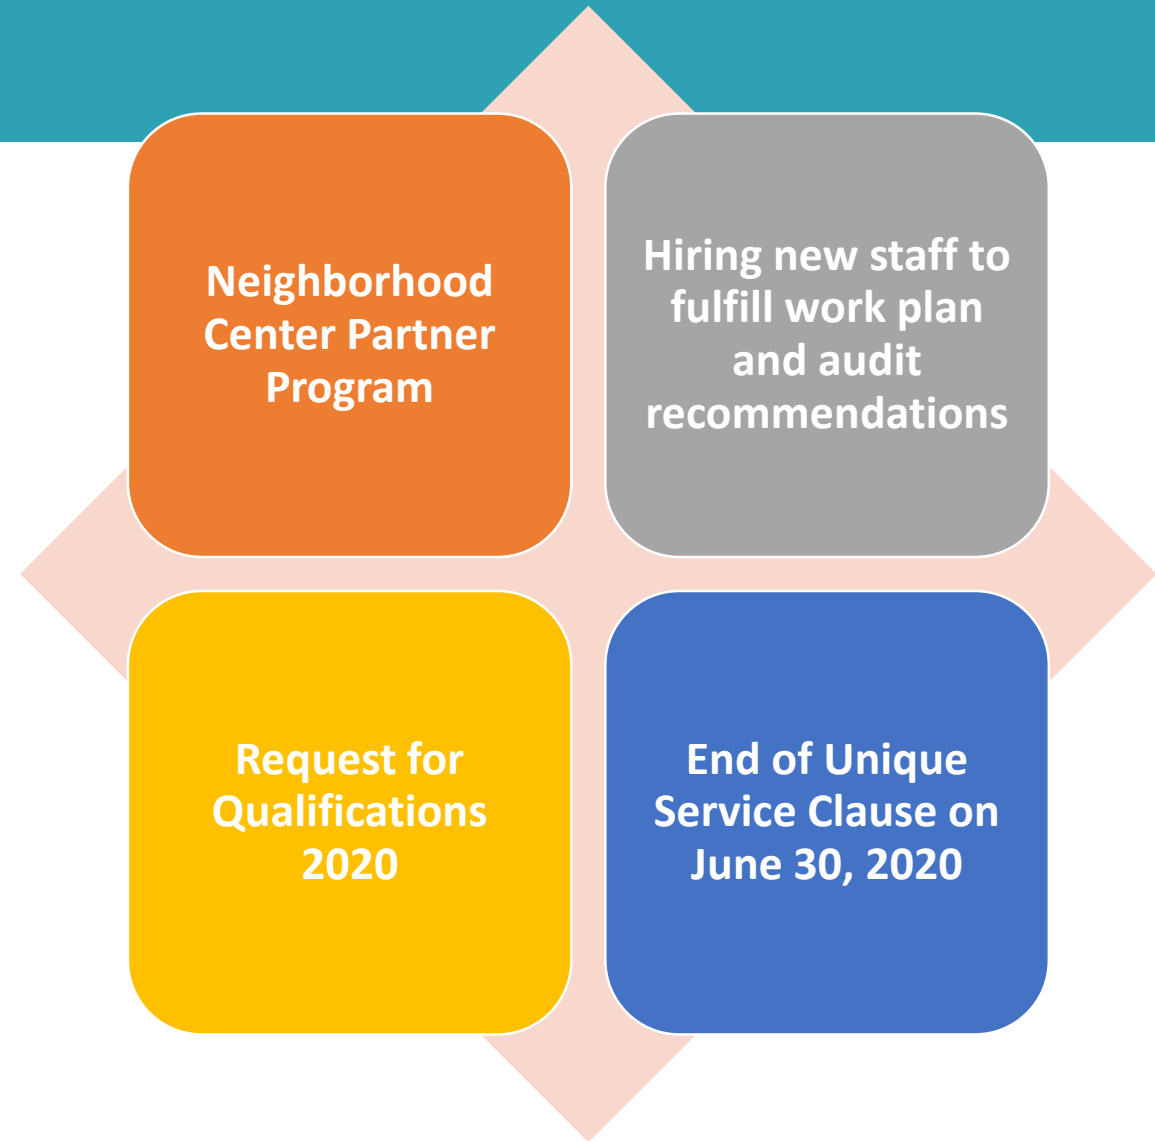 Neighborhood
Center Partner
Program
Hiring new staff to
fulfill work plan
and audit
recommendations
Request for
Qualifications
2020
End of Unique
Service Clause on
June 30, 2020